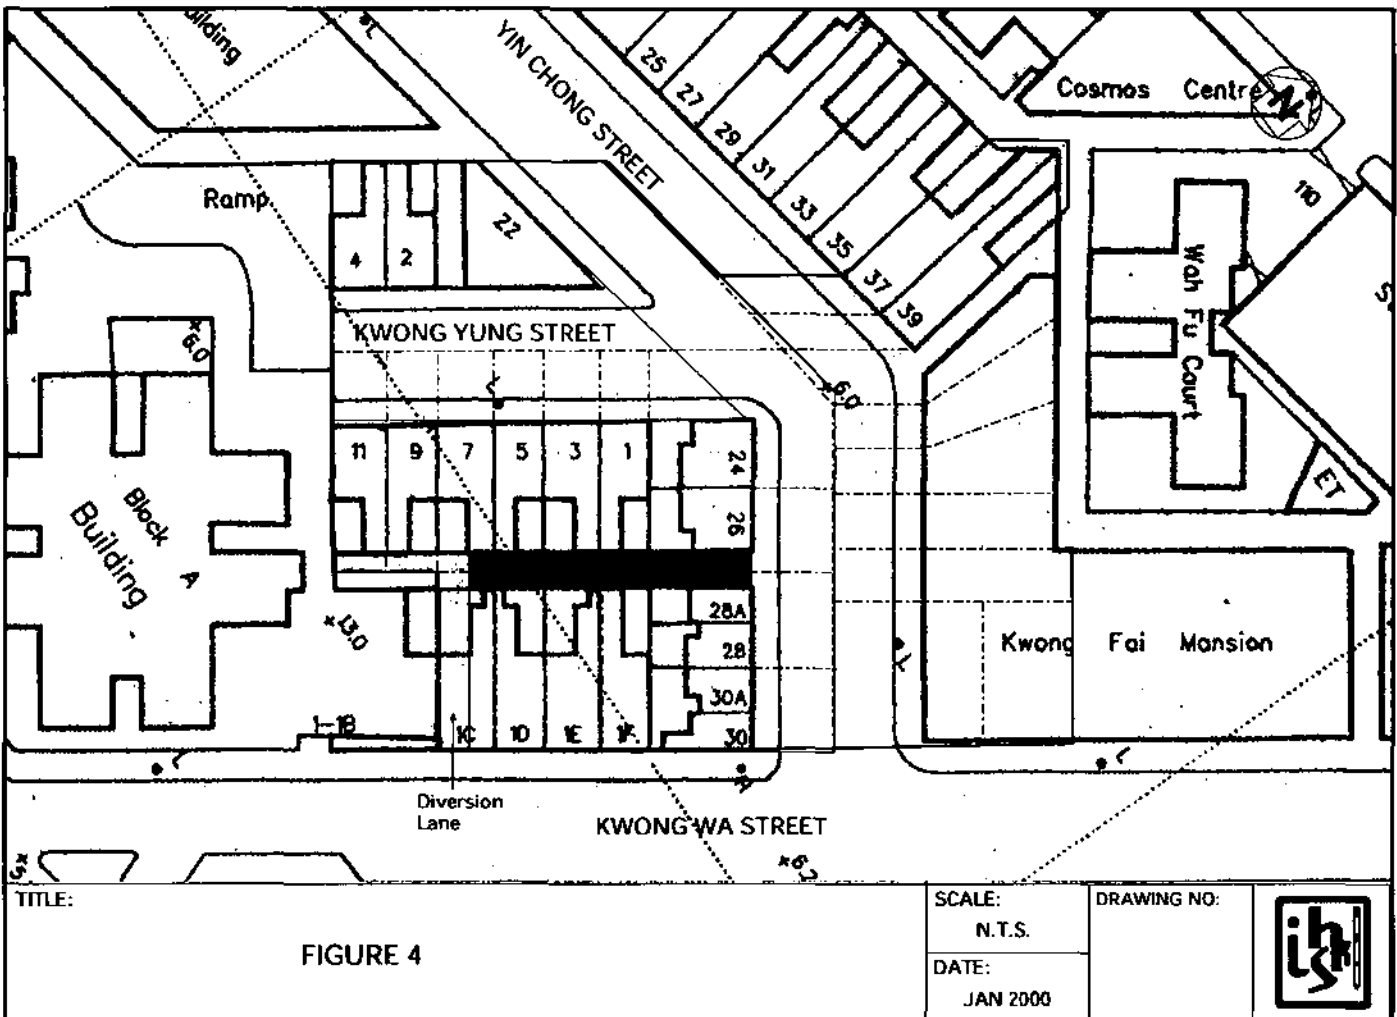 uilding
YIN CHONG STREET
25
27
29
31
33
35
37
39
Cosmos Centre
N
110
Ramp
4
2
22
Wah Fu Court
KWONG YUNG STREET
6.0
6.0
11
9
7
5
3
1
24
26
ET
Block
A
Building
13.0
28A
28
30A
30
Kwong Fai Mansion
1-1B
1C
1D
1E
1F
Diversion
Lane
KWONG WA STREET
TITLE:
FIGURE 4
SCALE:
N.T.S.
DATE:
JAN 2000
DRAWING NO:
ihsk